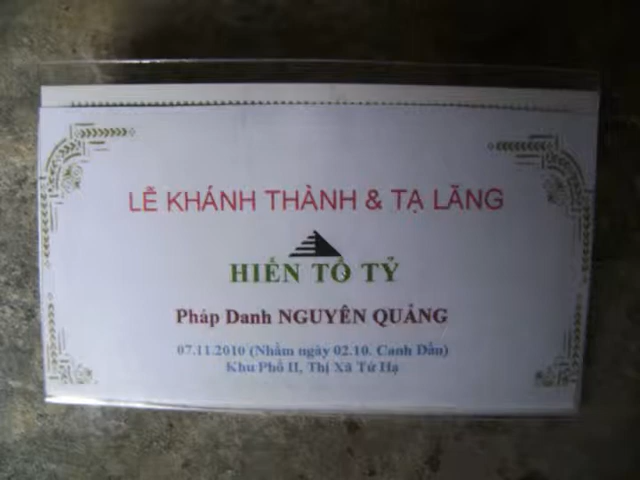 LỄ KHÁNH THÀNH & TẠ LĂNG
HIỂN TỔ TỶ
Pháp Danh NGUYÊN QUẢNG
07.11.2010 (Nhằm ngày 02.10. Canh Dần)
Khu Phố II, Thị Xã Tứ Hạ